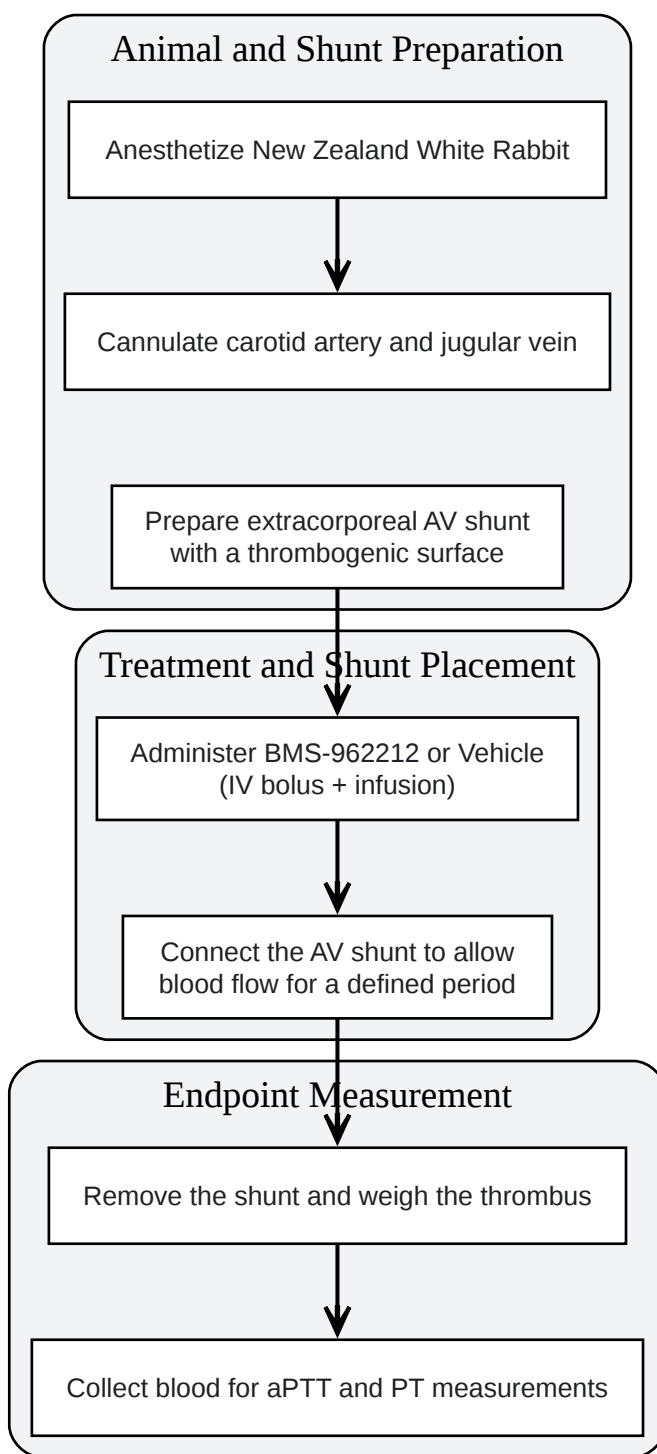 Animal and Shunt Preparation
Anesthetize New Zealand White Rabbit
Cannulate carotid artery and jugular vein
Prepare extracorporeal AV shunt
with a thrombogenic surface
Treatment and Shunt Placement
Administer BMS-962212 or Vehicle
(IV bolus + infusion)
Connect the AV shunt to allow
blood flow for a defined period
Endpoint Measurement
Remove the shunt and weigh the thrombus
Collect blood for aPTT and PT measurements